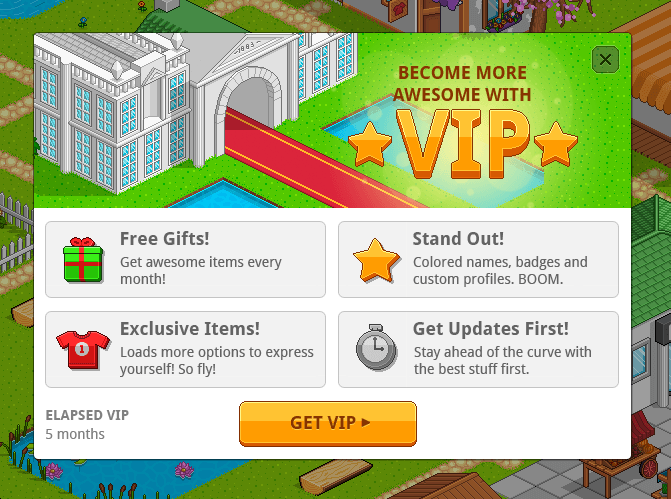 1883
BECOME MORE
AWESOME WITH
VIP
Free Gifts!
Get awesome items every
month!
Stand Out!
Colored names, badges and
custom profiles. BOOM.
Exclusive Items!
Loads more options to express
yourself! So fly!
1
Get Updates First!
Stay ahead of the curve with
the best stuff first.
ELAPSED VIP
5 months
GET VIP ▸